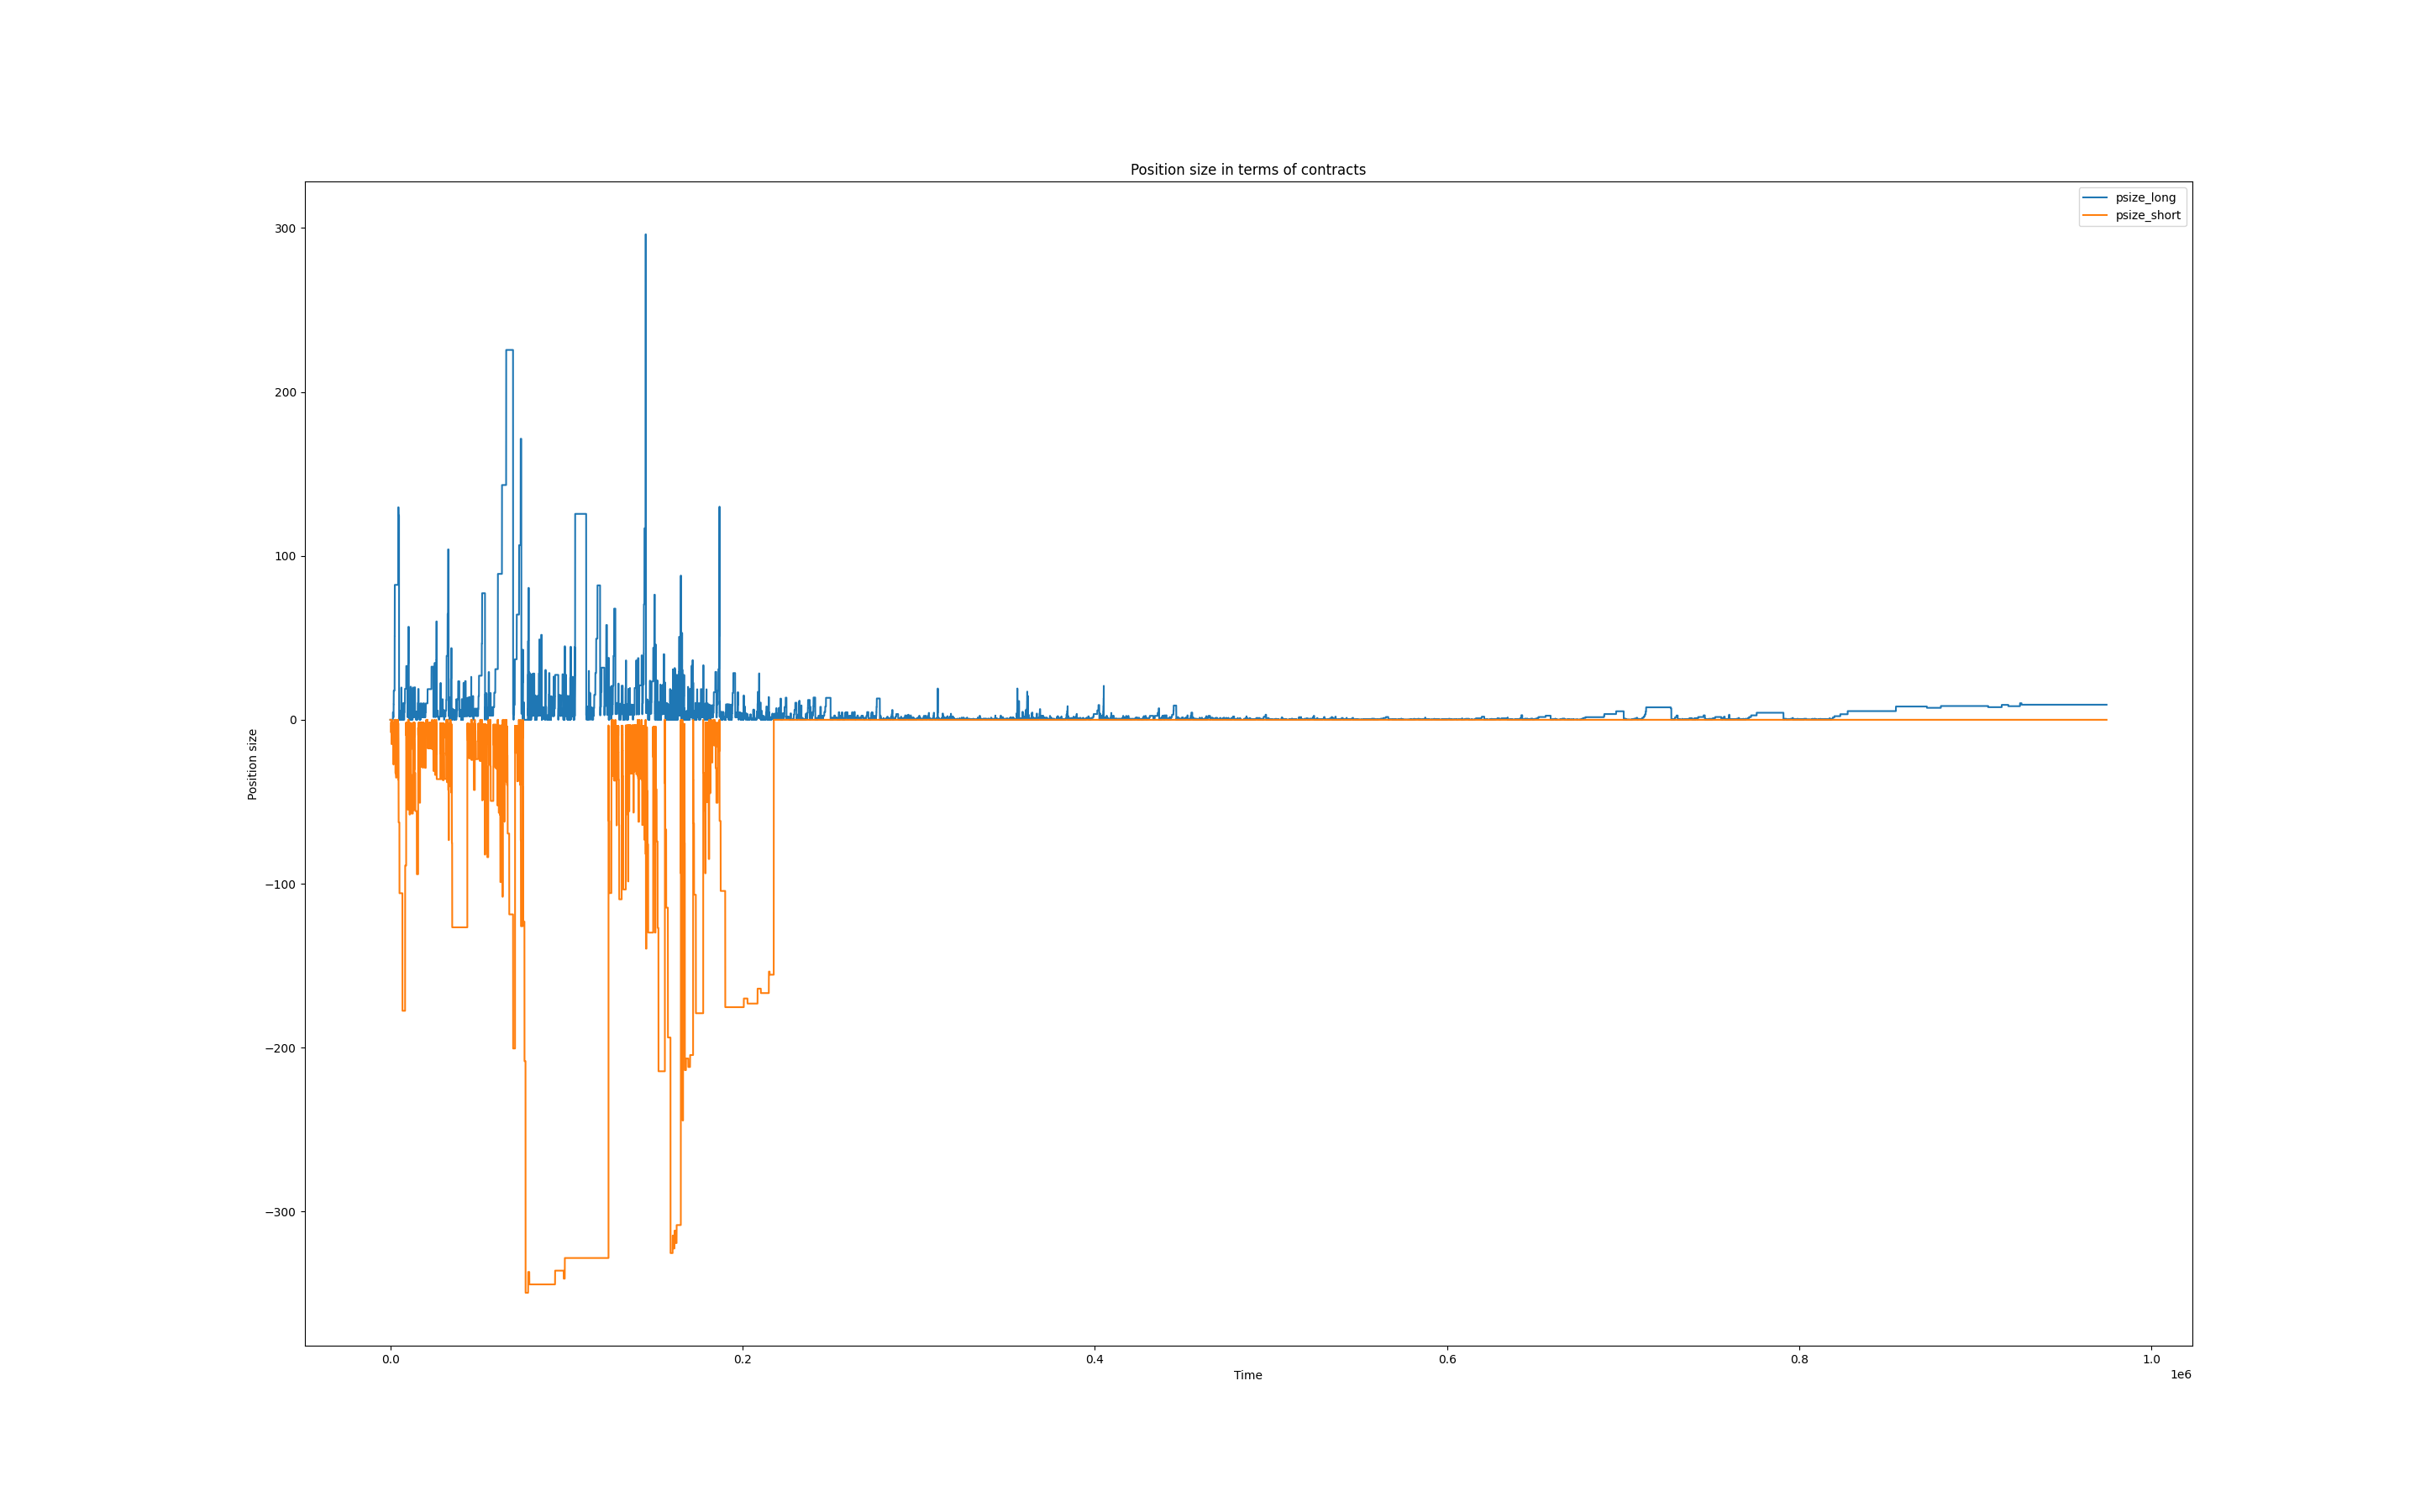 Position size in terms of contracts
psize_long
psize_short
300
200
100
0
−100
−200
−300
Position size
0.0 0.2 0.4 0.6 0.8 1.0
Time
1e6